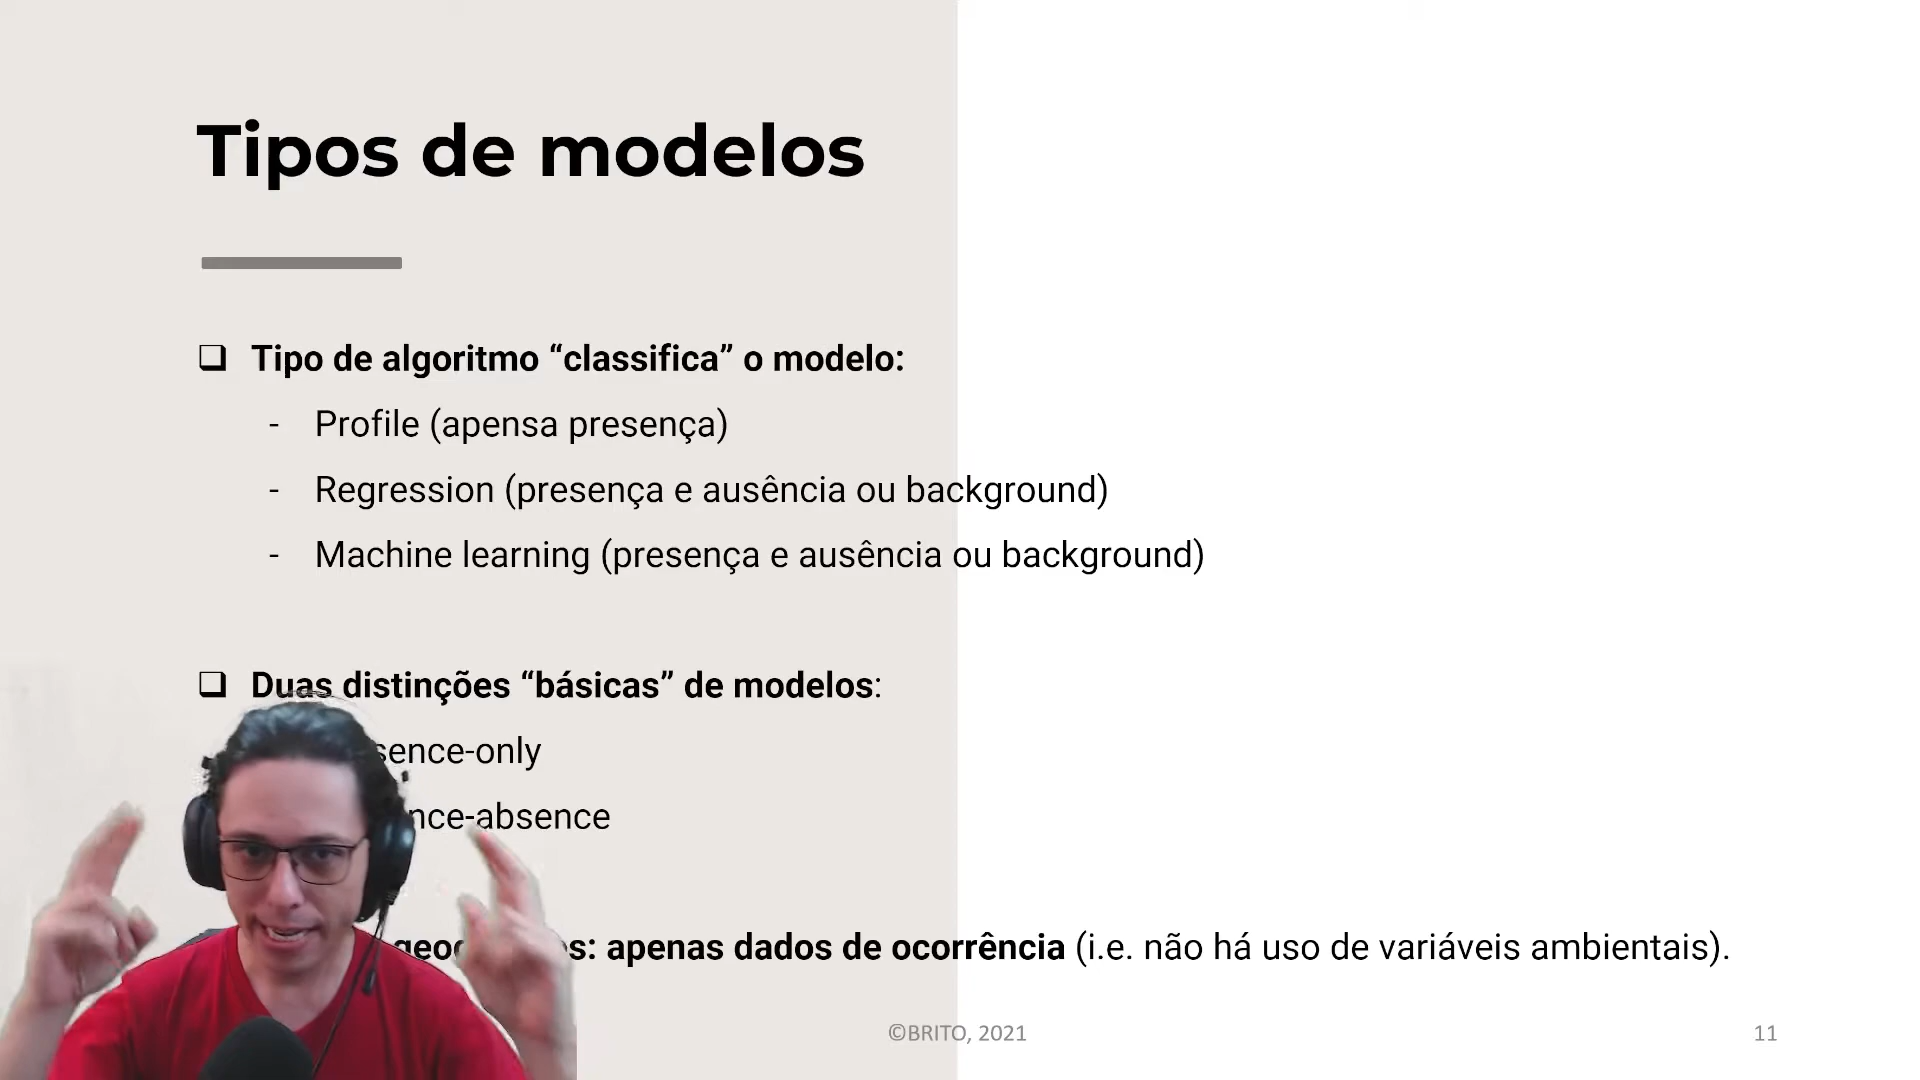 Tipos de modelos
❑ Tipo de algoritmo “classifica” o modelo:
- Profile (apensa presença)
- Regression (presença e ausência ou background)
- Machine learning (presença e ausência ou background)
❑ Duas distinções “básicas” de modelos:
sence-only
nce-absence
apenas dados de ocorrência (i.e. não há uso de variáveis ambientais).
©BRITO, 2021
11